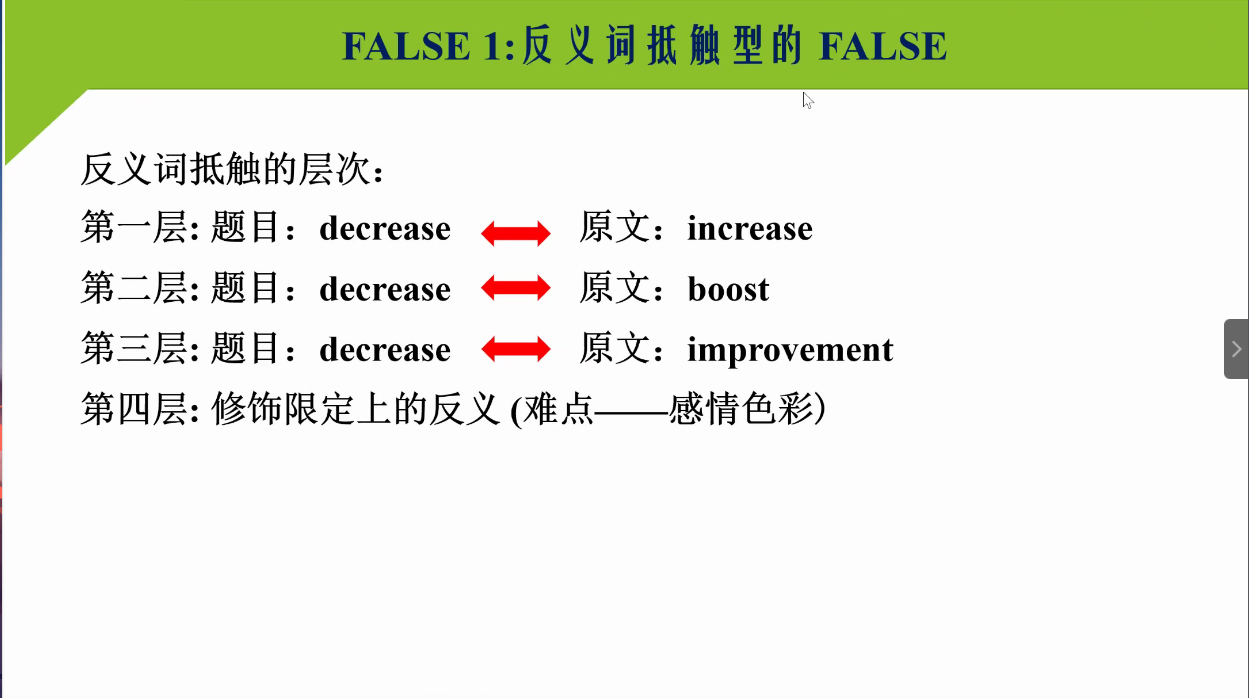 FALSE 1:反义词抵触型的 FALSE
反义词抵触的层次：
第一层: 题目：decrease 原文：increase
第二层: 题目：decrease 原文：boost
第三层: 题目：decrease 原文：improvement
第四层: 修饰限定上的反义 (难点——感情色彩）